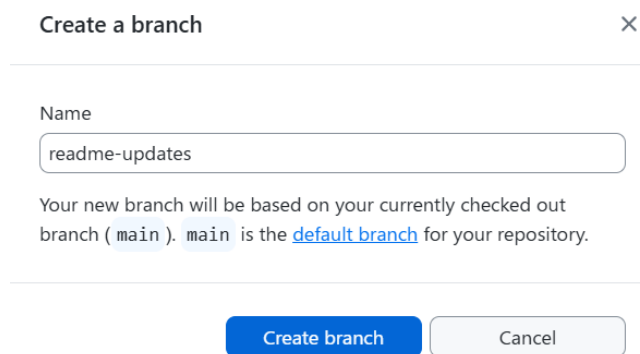 Create a branch
Name
readme-updates
Your new branch will be based on your currently checked out
branch ( main ). main is the default branch for your repository.
Create branch Cancel